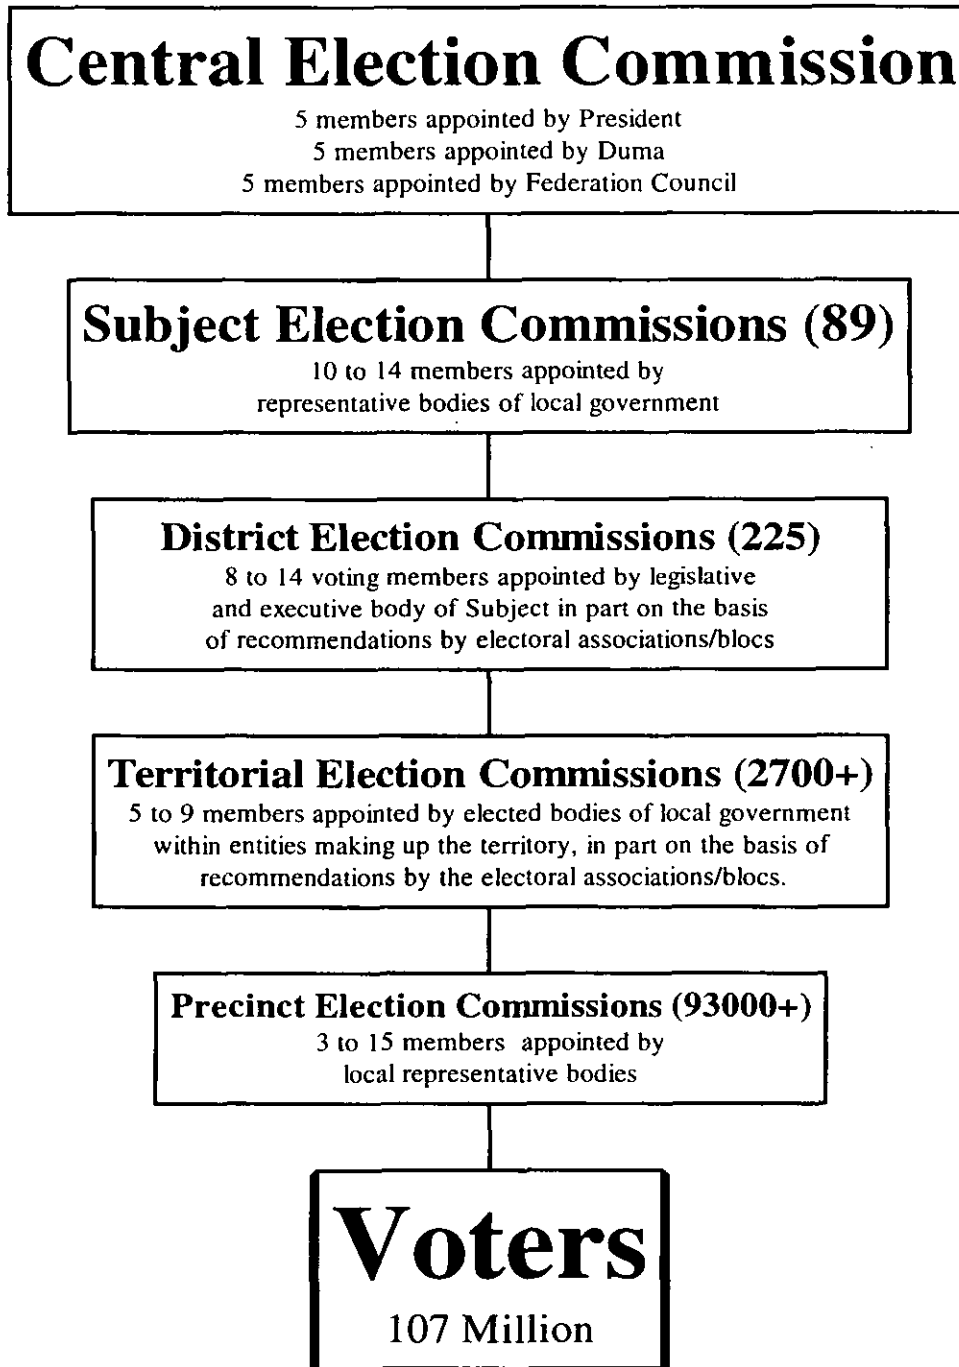 Central Election Commission
5 members appointed by President
5 members appointed by Duma
5 members appointed by Federation Council
Subject Election Commissions (89)
10 to 14 members appointed by
representative bodies of local government
District Election Commissions (225)
8 to 14 voting members appointed by legislative
and executive body of Subject in part on the basis
of recommendations by electoral associations/blocs
Territorial Election Commissions (2700+)
5 to 9 members appointed by elected bodies of local government
within entities making up the territory, in part on the basis of
recommendations by the electoral associations/blocs.
Precinct Election Commissions (93000+)
3 to 15 members appointed by
local representative bodies
Voters
107 Million